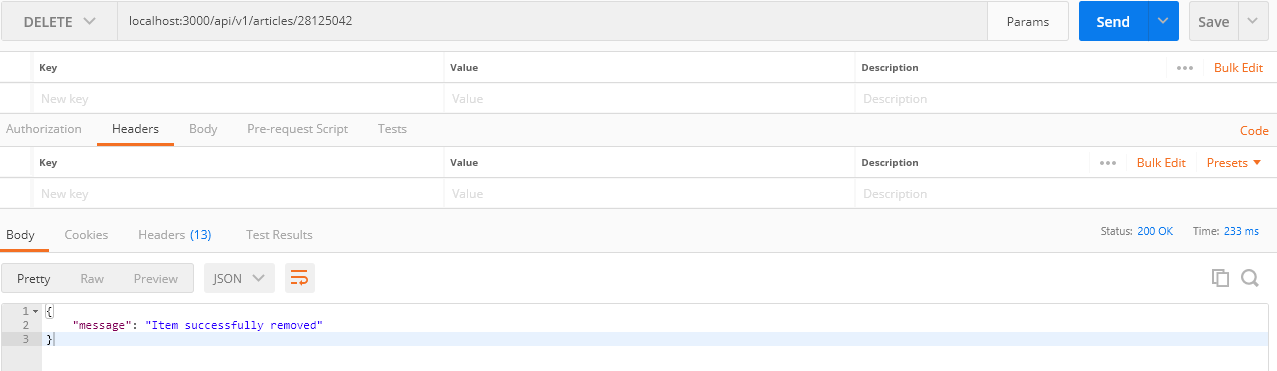 DELETE localhost:3000/api/v1/articles/28125042 Params Send Save
Key Value Description ••• Bulk Edit
New key Value Description
Authorization Headers Body Pre-request Script Tests Code
Key Value Description ••• Bulk Edit Presets
New key Value Description
Body Cookies Headers (13) Test Results Status: 200 OK Time: 233 ms
Pretty Raw Preview JSON
1 {
2 "message": "Item successfully removed"
3 }